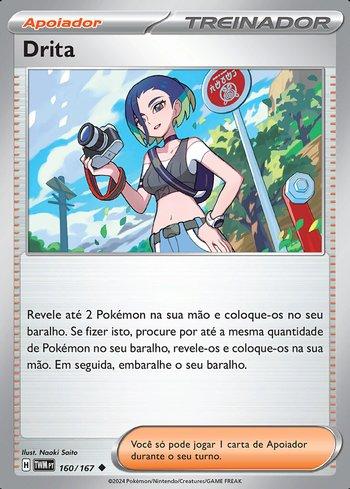 Apoiador
TREINADOR
Drita
Revele até 2 Pokémon na sua mão e coloque-os no seu
baralho. Se fizer isto, procure por até a mesma quantidade
de Pokémon no seu baralho, revele-os e coloque-os na sua
mão. Em seguida, embaralhe o seu baralho.
Ilust. Naoki Saito
H TWM PT 160/167
Você só pode jogar 1 carta de Apoiador
durante o seu turno.
©2024 Pokémon/Nintendo/Creatures/GAME FREAK